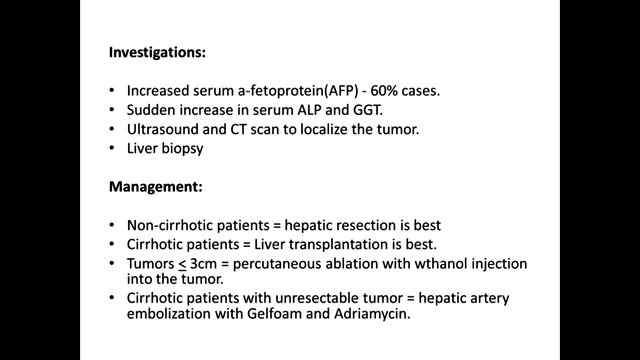 Investigations:
• Increased serum a-fetoprotein(AFP) - 60% cases.
• Sudden increase in serum ALP and GGT.
• Ultrasound and CT scan to localize the tumor.
• Liver biopsy
Management:
• Non-cirrhotic patients = hepatic resection is best
• Cirrhotic patients = Liver transplantation is best.
• Tumors ≤ 3cm = percutaneous ablation with wthanol injection
into the tumor.
• Cirrhotic patients with unresectable tumor = hepatic artery
embolization with Gelfoam and Adriamycin.